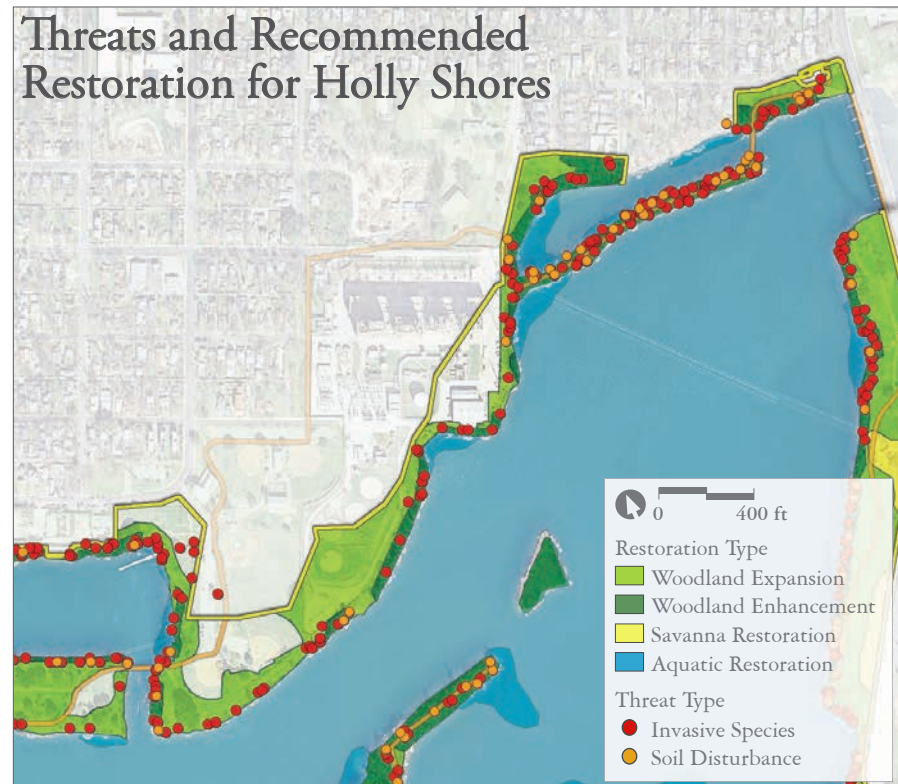 Threats and Recommended
Restoration for Holly Shores
0 400 ft
Restoration Type
Woodland Expansion
Woodland Enhancement
Savanna Restoration
Aquatic Restoration
Threat Type
Invasive Species
Soil Disturbance